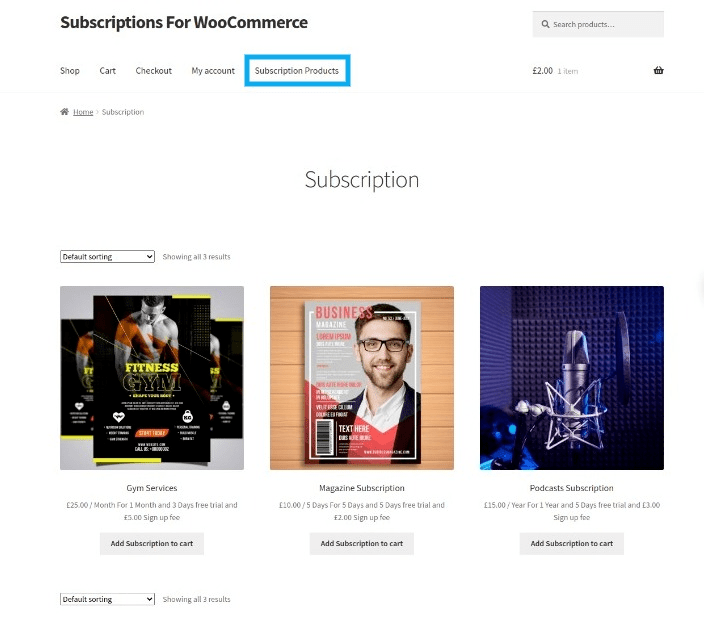 Subscriptions For WooCommerce
Search products...
Shop
Cart
Checkout
My account
Subscription Products
£2.00 1 item
Home > Subscription
Subscription
Default sorting
Showing all 3 results
FITNESS
GYM
START TODAY
BUSINESS
MAGAZINE
LOREM IPSUM
TEXT HERE
DUIS AUTE IRURE
Gym Services
£25.00 / Month For 1 Month and 3 Days free trial and
£5.00 Sign up fee
Add Subscription to cart
Magazine Subscription
£10.00 / 5 Days For 5 Days and 5 Days free trial and
£2.00 Sign up fee
Add Subscription to cart
Podcasts Subscription
£15.00 / Year For 1 Year and 5 Days free trial and £3.00
Sign up fee
Add Subscription to cart
Default sorting
Showing all 3 results